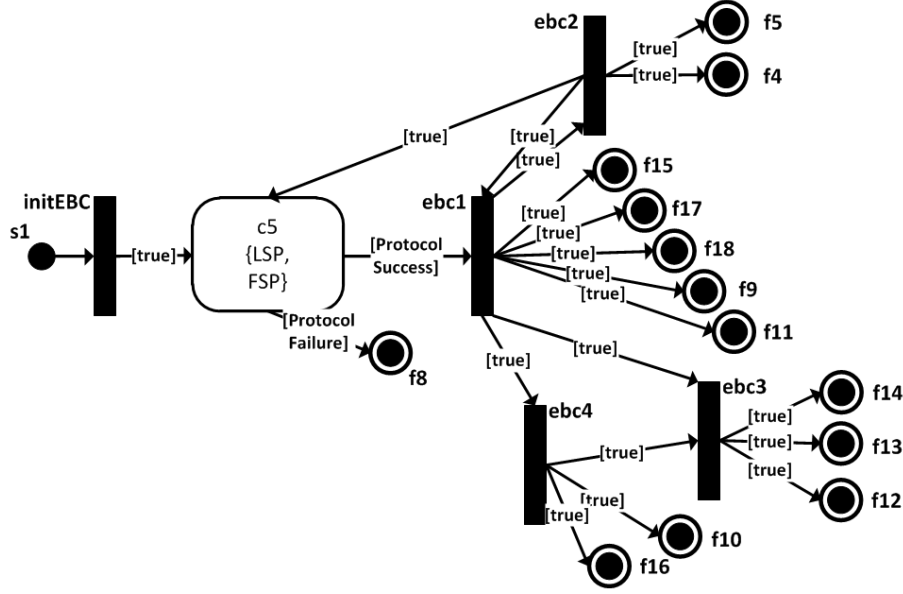 ebc2
f5
[true]
[true]
f4
[true]
[true]
[true]
f15
initEBC
ebc1
f17
s1
c5
{LSP,
FSP}
[true]
[true]
[true]
f18
[true]
[Protocol
Success]
[true]
f9
[true]
f11
[Protocol
Failure]
f8
[true]
[true]
ebc3
f14
ebc4
[true]
[true]
f13
[true]
[true]
f12
[true]
[true]
f10
f16